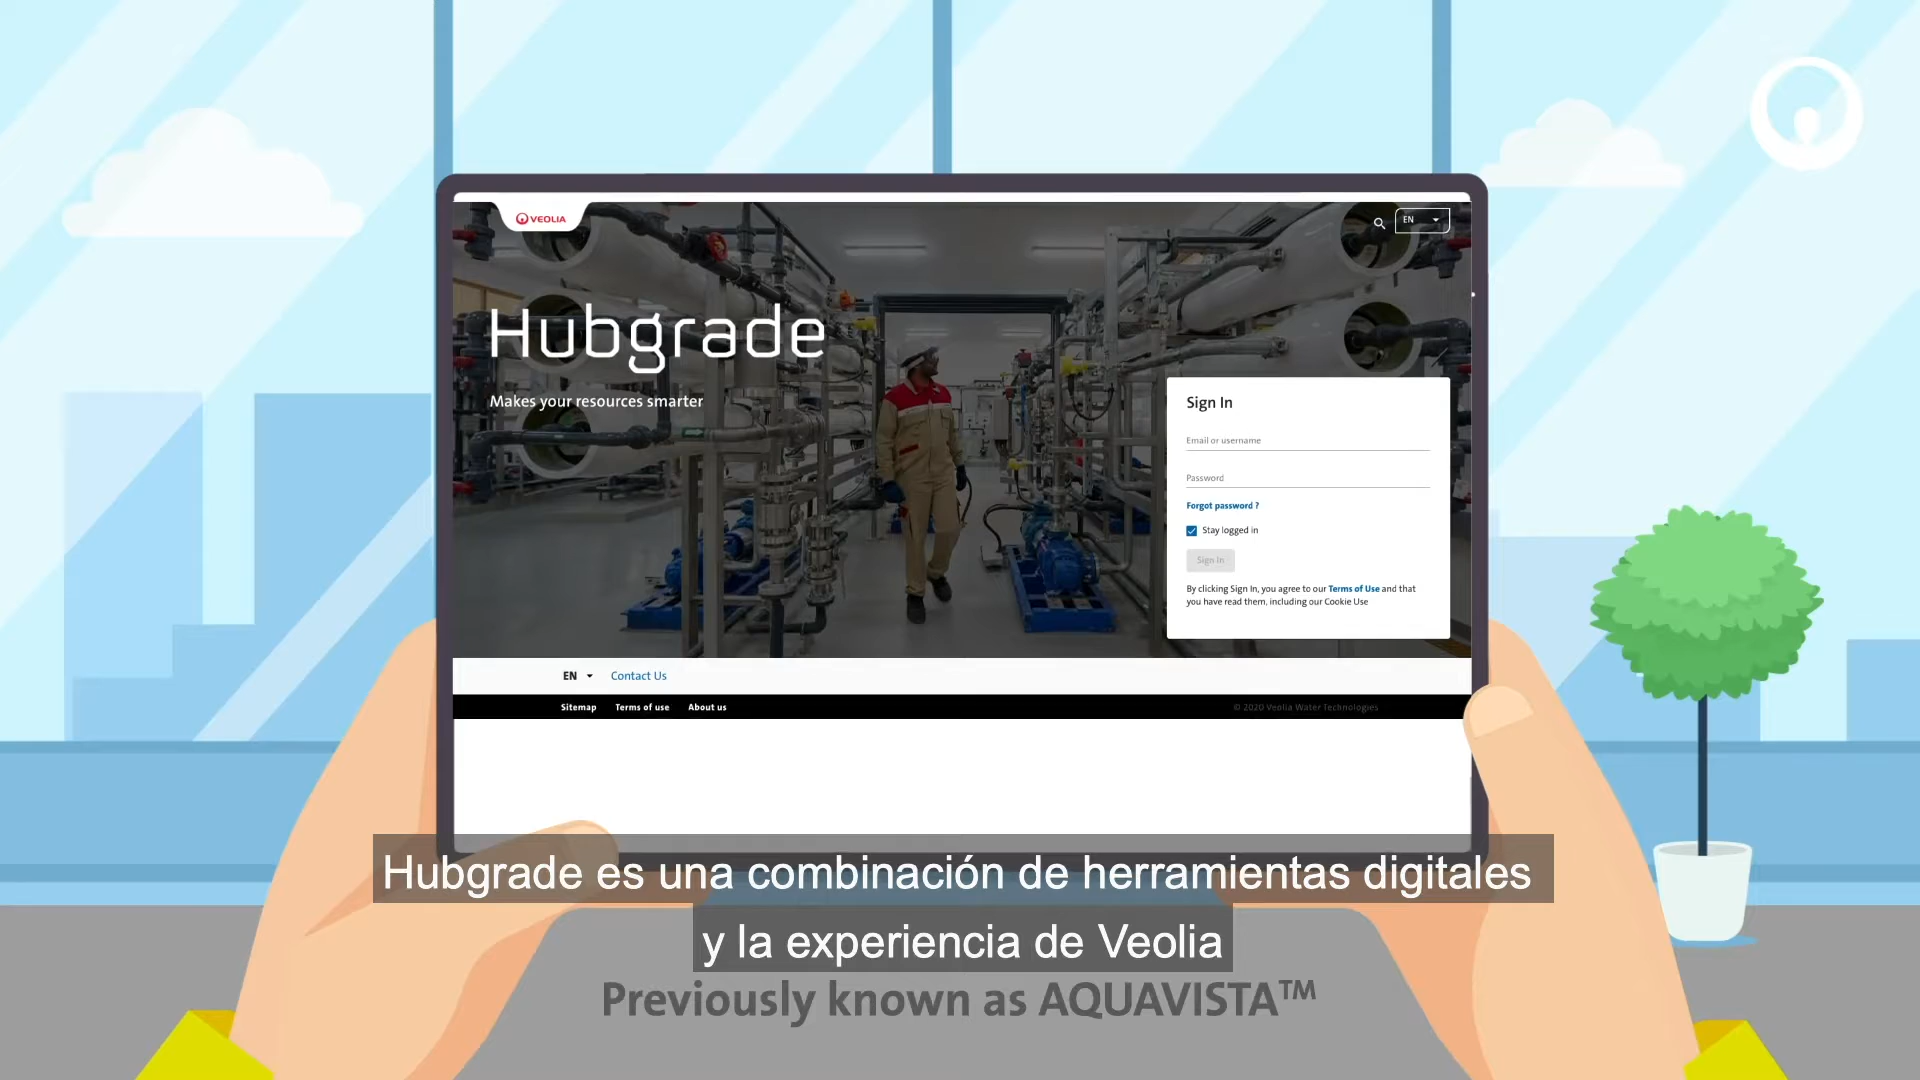 VEOLIA
EN
Hubgrade
Makes your resources smarter
Sign In
Email or username
Password
Forgot password ?
Stay logged in
Sign In
By clicking Sign In, you agree to our Terms of Use and that
you have read them, including our Cookie Use
EN Contact Us
Sitemap Terms of use About us © 2020 Veolia Water Technologies
Hubgrade es una combinación de herramientas digitales
y la experiencia de Veolia
Previously known as AQUAVISTA™